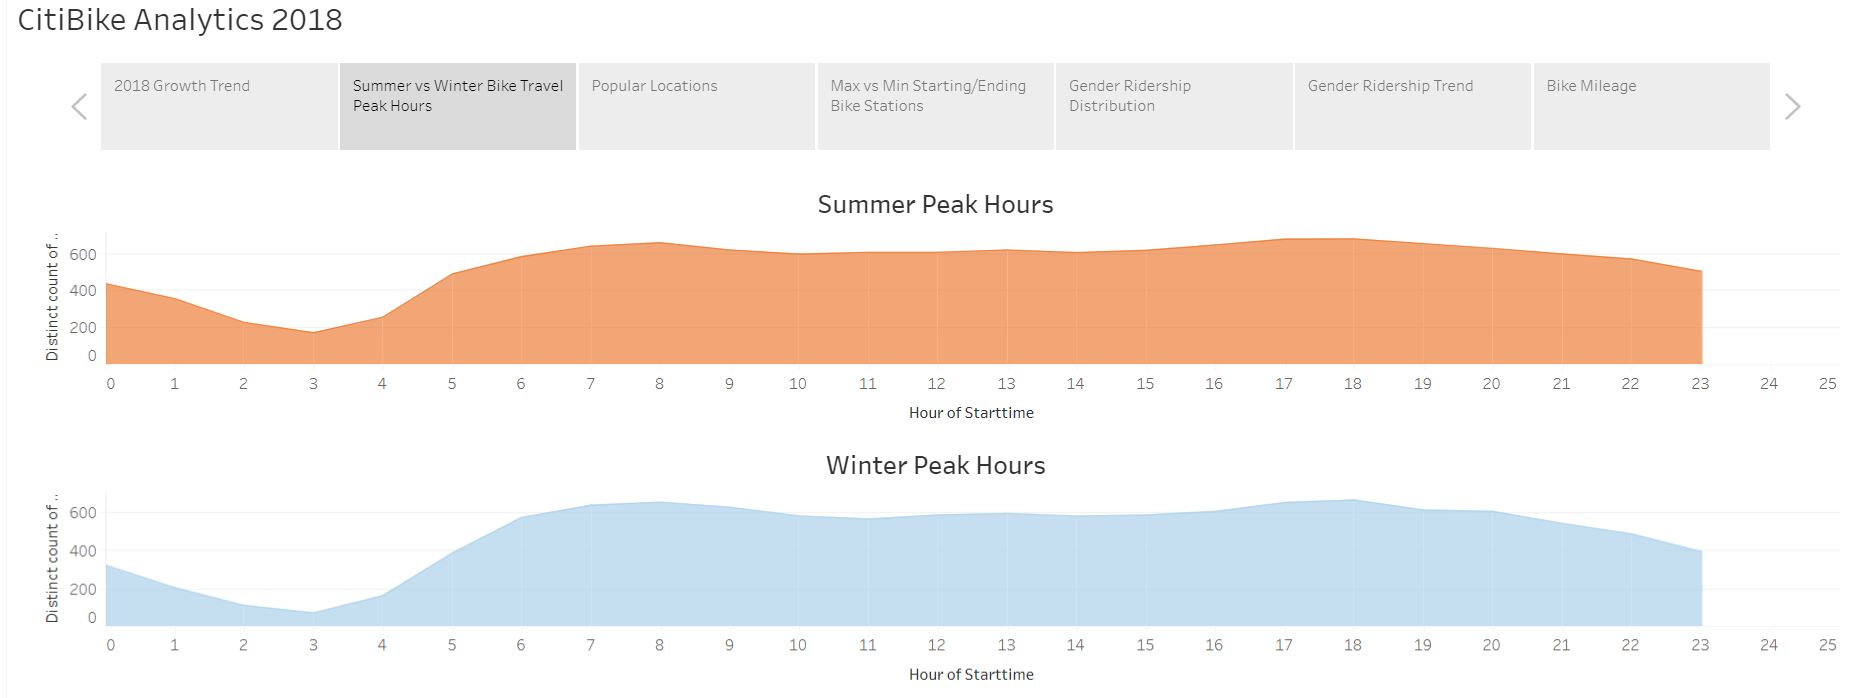 CitiBike Analytics 2018
2018 Growth Trend
Summer vs Winter Bike Travel
Peak Hours
Popular Locations
Max vs Min Starting/Ending
Bike Stations
Gender Ridership
Distribution
Gender Ridership Trend
Bike Mileage
Summer Peak Hours
Distinct count of ..
600
400
200
0
0 1 2 3 4 5 6 7 8 9 10 11 12 13 14 15 16 17 18 19 20 21 22 23 24 25
Hour of Starttime
Winter Peak Hours
Distinct count of ..
600
400
200
0
0 1 2 3 4 5 6 7 8 9 10 11 12 13 14 15 16 17 18 19 20 21 22 23 24 25
Hour of Starttime